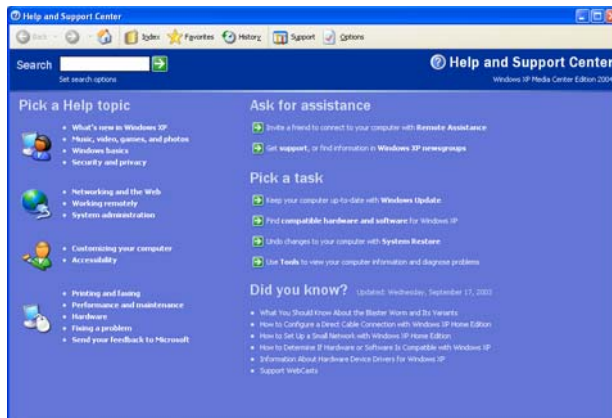 Help and Support Center
Back
Index Favorites History Support Options
Search
Set search options
Help and Support Center
Windows XP Media Center Edition 2004
Pick a Help topic
What's new in Windows XP
Music, video, games, and photos
Windows basics
Security and privacy
Networking and the Web
Working remotely
System administration
Customizing your computer
Accessibility
Printing and faxing
Performance and maintenance
Hardware
Fixing a problem
Send your feedback to Microsoft
Ask for assistance
Invite a friend to connect to your computer with Remote Assistance
Get support, or find information in Windows XP newsgroups
Pick a task
Keep your computer up-to-date with Windows Update
Find compatible hardware and software for Windows XP
Undo changes to your computer with System Restore
Use Tools to view your computer information and diagnose problems
Did you know? Updated: Wednesday, September 17, 2003
What You Should Know About the Blaster Worm and Its Variants
How to Configure a Direct Cable Connection with Windows XP Home Edition
How to Set Up a Small Network with Windows XP Home Edition
How to Determine If Hardware or Software Is Compatible with Windows XP
Information About Hardware Device Drivers for Windows XP
Support WebCasts